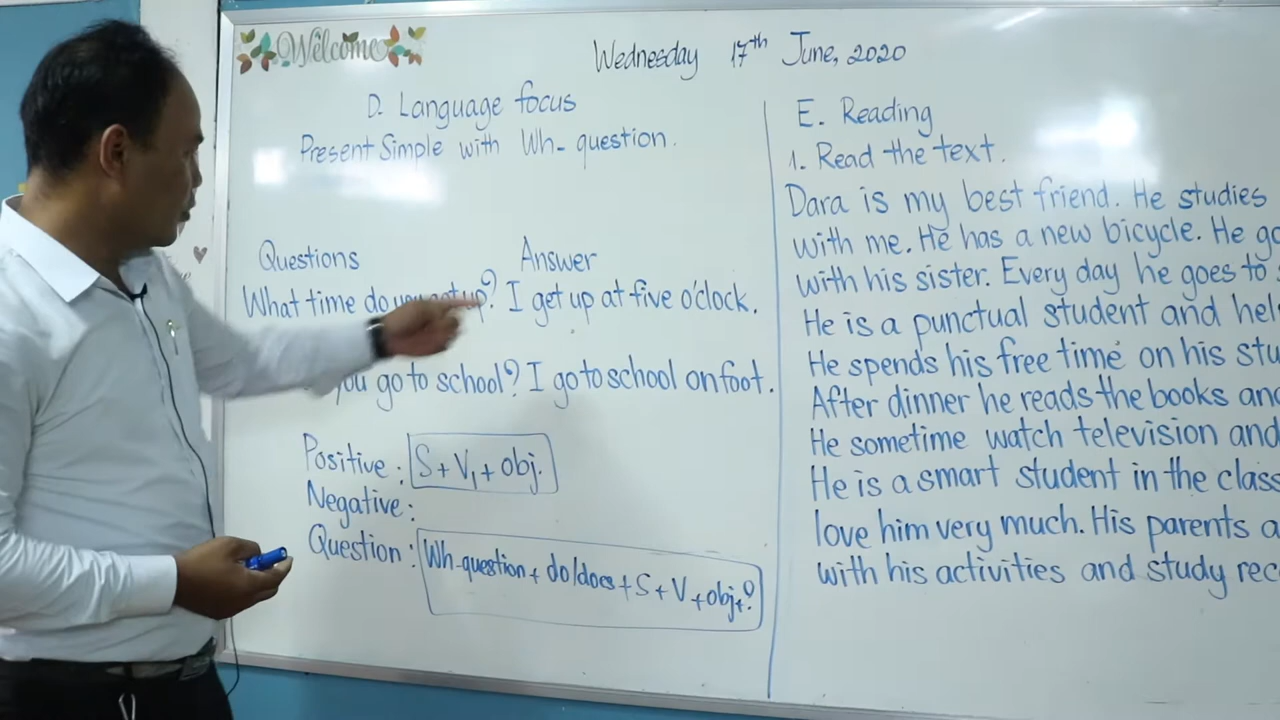 Welcome
Wednesday 17th June, 2020
D. Language focus
Present Simple with Wh- question.
Questions Answer
What time do you get up? I get up at five o'clock.
you go to school? I go to school on foot.
Positive : S + V1 + obj.
Negative :
Question : Wh-question + do/does + S + V + obj + ?
E. Reading
1. Read the text.
Dara is my best friend. He studies
with me. He has a new bicycle. He go
with his sister. Every day he goes to
He is a punctual student and hel
He spends his free time on his stu
After dinner he reads the books and
He sometime watch television and
He is a smart student in the class
love him very much. His parents a
with his activities and study rec